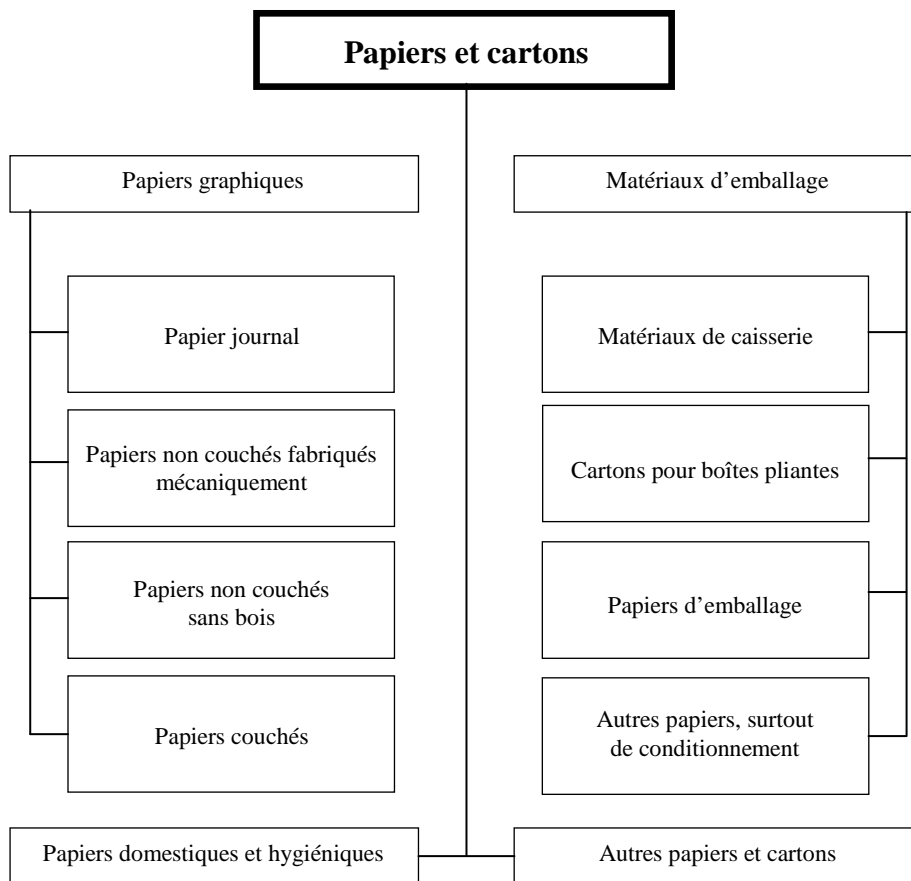 Papiers et cartons
Papiers graphiques
Matériaux d’emballage
Papier journal
Matériaux de caisserie
Papiers non couchés fabriqués
mécaniquement
Cartons pour boîtes pliantes
Papiers non couchés
sans bois
Papiers d’emballage
Papiers couchés
Autres papiers, surtout
de conditionnement
Papiers domestiques et hygiéniques
Autres papiers et cartons